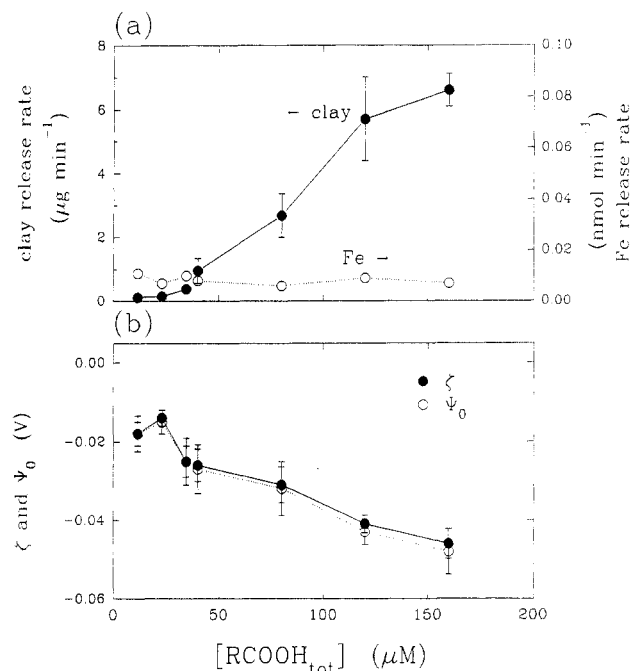 (a)
8
6
4
2
0
clay release rate
(μg min⁻¹)
← clay
Fe →
0.10
0.08
0.06
0.04
0.02
0.00
(nmol min⁻¹)
Fe release rate
(b)
0.00
−0.02
−0.04
−0.06
ζ and Ψ₀ (V)
ζ
Ψ₀
0 50 100 150 200
[RCOOH_tot] (μM)